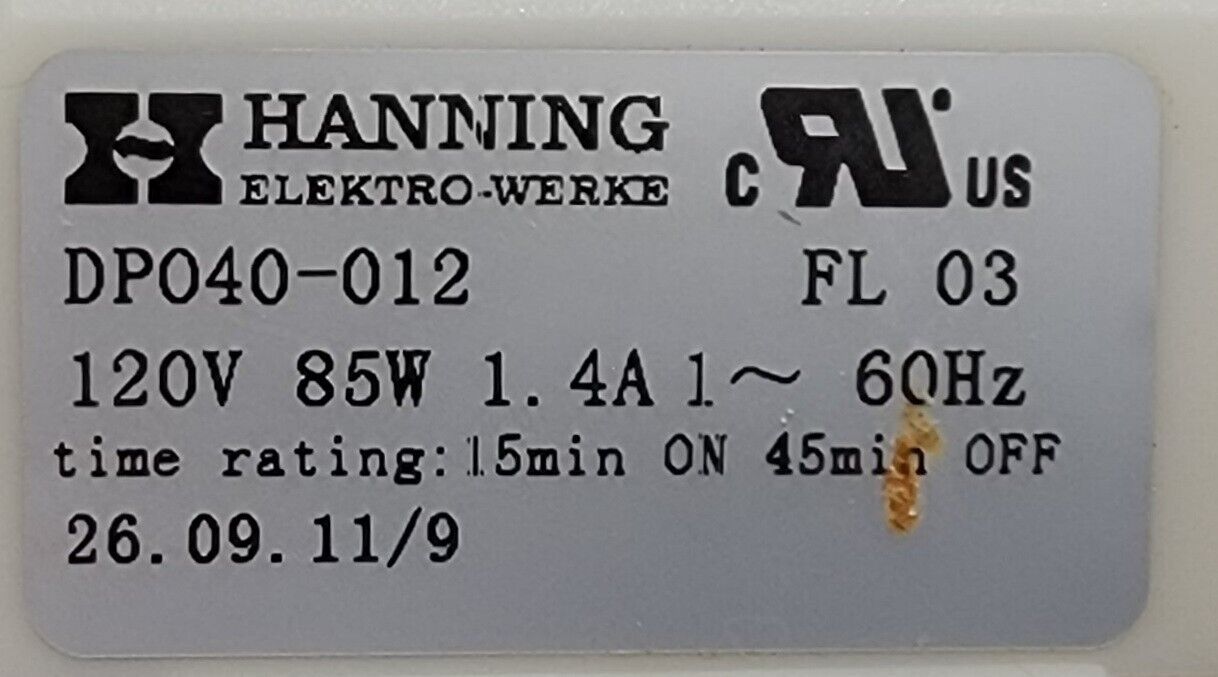 HANNING
ELEKTRO-WERKE
c RU US
DP040-012 FL 03
120V 85W 1.4A 1~ 60Hz
time rating:15min ON 45min OFF
26.09.11/9